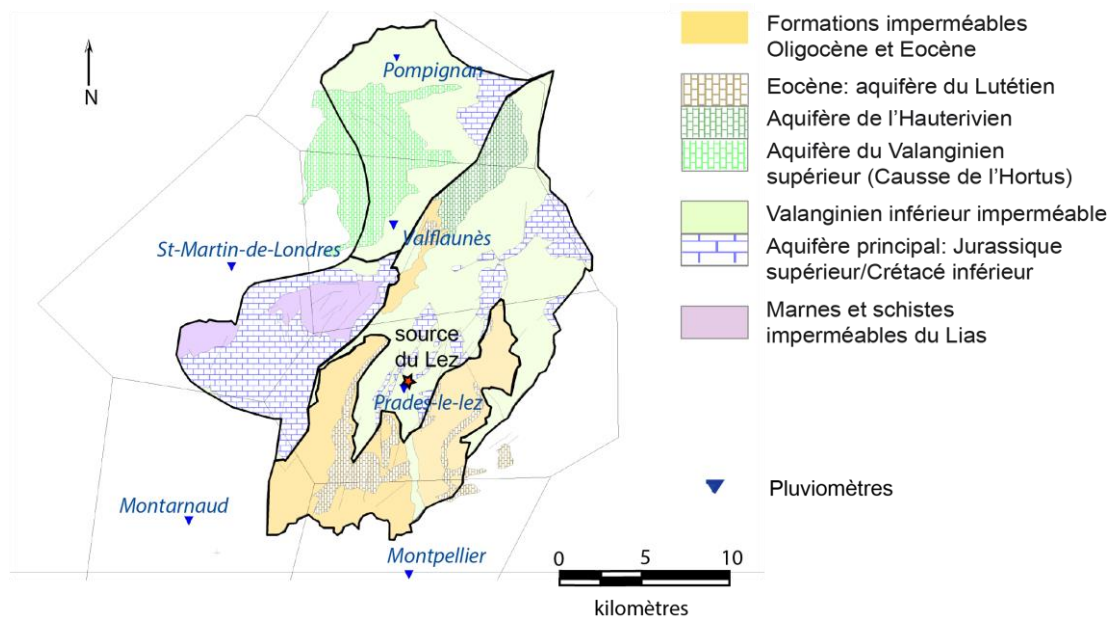 N
Pompignan
Valflaunès
St-Martin-de-Londres
source
du Lez
Prades-le-lez
Montarnaud
Montpellier
Formations imperméables
Oligocène et Eocène
Eocène: aquifère du Lutétien
Aquifère de l'Hauterivien
Aquifère du Valanginien
supérieur (Causse de l'Hortus)
Valanginien inférieur imperméable
Aquifère principal: Jurassique
supérieur/Crétacé inférieur
Marnes et schistes
imperméables du Lias
Pluviomètres
0 5 10
kilomètres